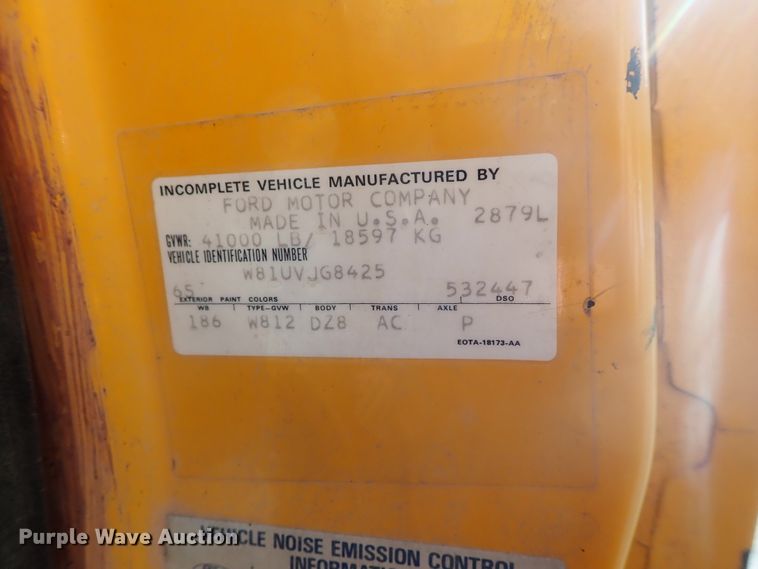 INCOMPLETE VEHICLE MANUFACTURED BY
FORD MOTOR COMPANY
MADE IN U.S.A. 2879L
GVWR: 41000 LB/ 18597 KG
VEHICLE IDENTIFICATION NUMBER
W81UVJG8425
65 532447
EXTERIOR PAINT COLORS DSO
WB TYPE-GVW BODY TRANS AXLE
186 W812 DZ8 AC P
EOTA-18173-AA
Purple Wave Auction
VEHICLE NOISE EMISSION CONTROL
INFORMAT